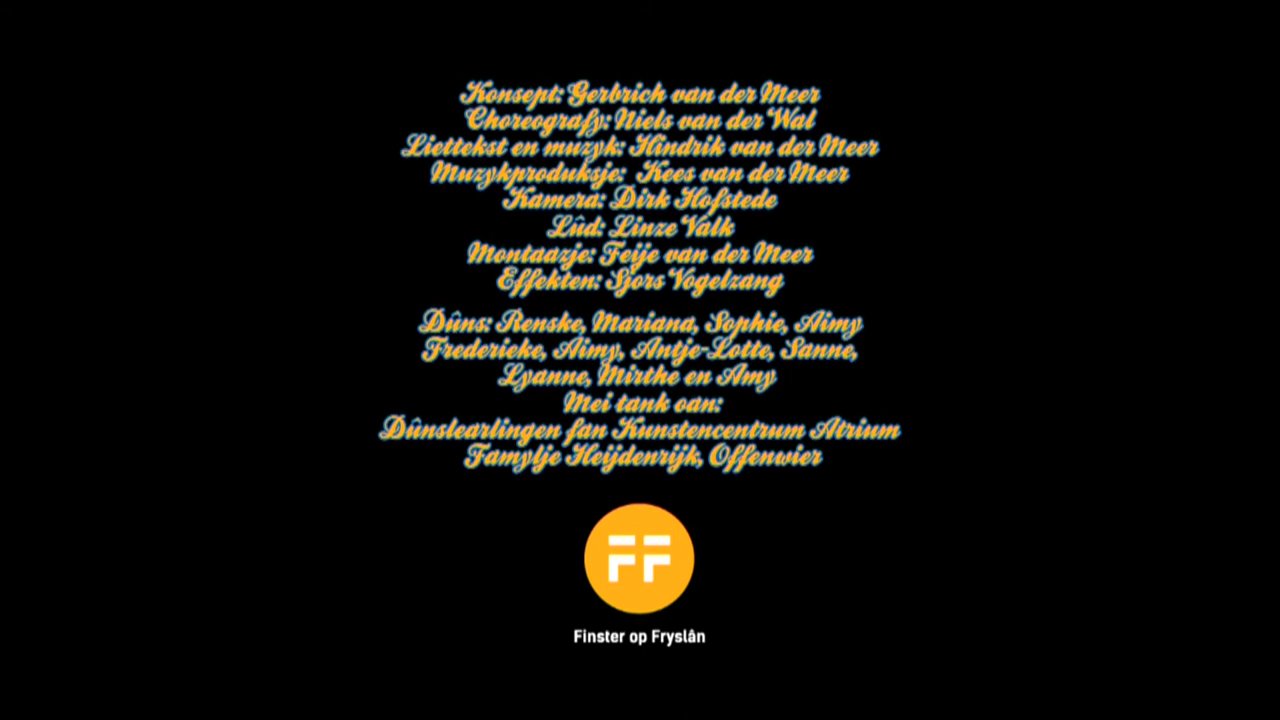 Konsept: Gerbrich van der Meer
Choreografy: Niels van der Wal
Liettekst en muzyk: Hindrik van der Meer
Muzykproduksje: Kees van der Meer
Kamera: Dirk Hofstede
Lûd: Linze Valk
Montaazje: Feije van der Meer
Effekten: Sjors Vogelzang
Dûns: Renske, Mariana, Sophie, Aimy
Frederieke, Aimy, Antje-Lotte, Sanne,
Lyanne, Mirthe en Amy
Mei tank oan:
Dûnslearlingen fan Kunstencentrum Atrium
Famylje Heijdenrijk, Offenwier
FF
Finster op Fryslân